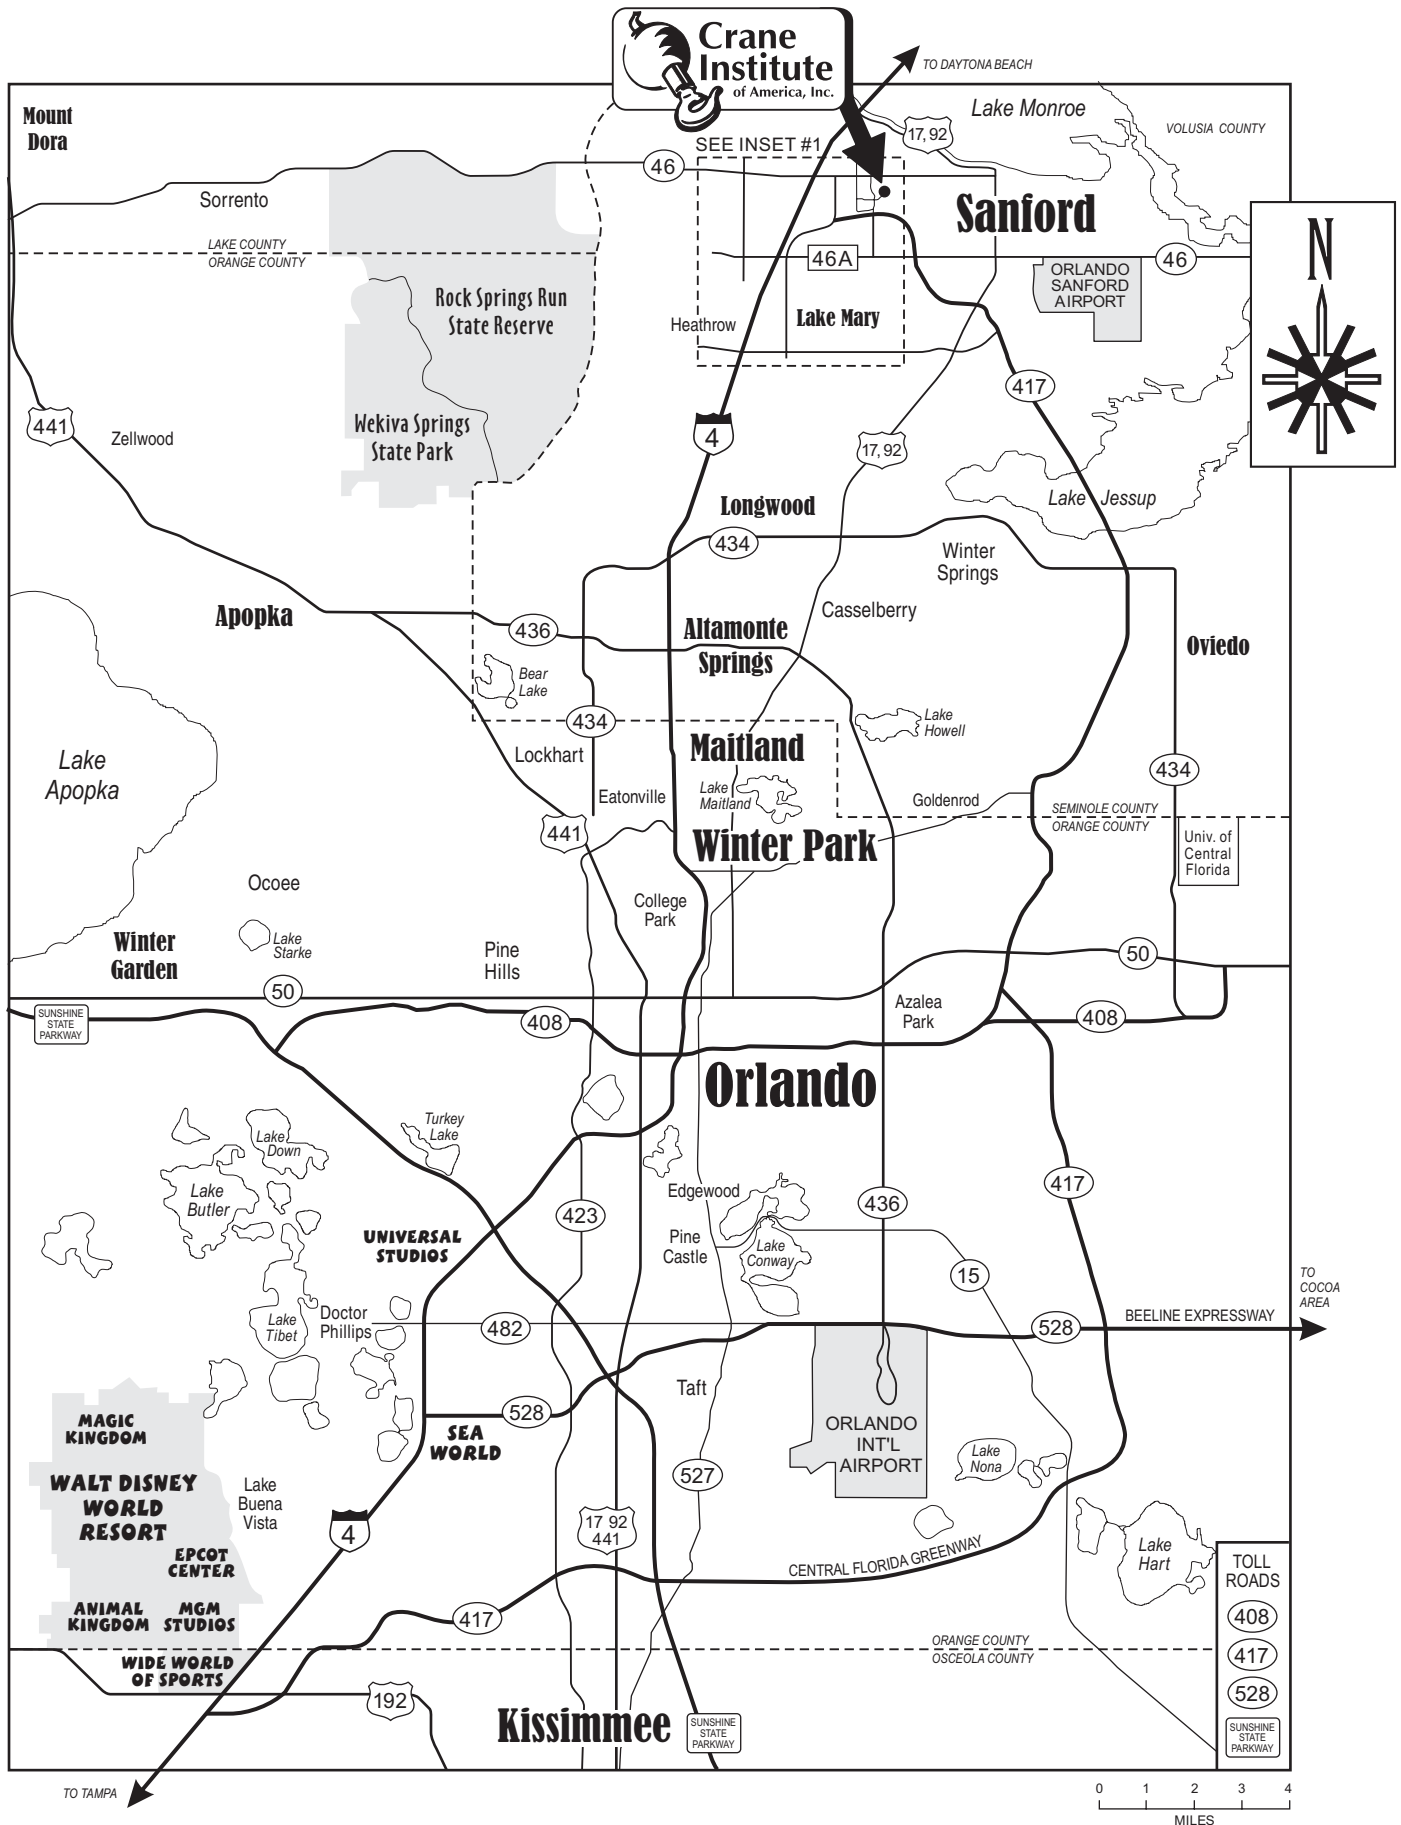 Crane
Institute
of America, Inc.
TO DAYTONA BEACH
Mount
Dora
Lake Monroe
VOLUSIA COUNTY
17, 92
SEE INSET #1
46
Sorrento
Sanford
N
LAKE COUNTY
ORANGE COUNTY
46A
46
ORLANDO
SANFORD
AIRPORT
Rock Springs Run
State Reserve
Heathrow
Lake Mary
417
441
Zellwood
Wekiva Springs
State Park
4
17, 92
Lake Jessup
Longwood
434
Winter
Springs
Apopka
436
Altamonte
Springs
Casselberry
Oviedo
Bear
Lake
434
Lake
Howell
Lockhart
Maitland
Lake
Apopka
434
Eatonville
Lake
Maitland
Goldenrod
SEMINOLE COUNTY
ORANGE COUNTY
441
Winter Park
Univ. of
Central
Florida
Ocoee
College
Park
Lake
Starke
Winter
Garden
Pine
Hills
50
50
SUNSHINE
STATE
PARKWAY
408
Azalea
Park
408
Orlando
Turkey
Lake
Lake
Down
Lake
Butler
Edgewood
417
436
423
UNIVERSAL
STUDIOS
Pine
Castle
Lake
Conway
15
TO
COCOA
AREA
Lake
Tibet
Doctor
Phillips
482
528
BEELINE EXPRESSWAY
Taft
MAGIC
KINGDOM
528
SEA
WORLD
ORLANDO
INT'L
AIRPORT
Lake
Nona
WALT DISNEY
WORLD
RESORT
Lake
Buena
Vista
527
4
17 92
441
EPCOT
CENTER
CENTRAL FLORIDA GREENWAY
Lake
Hart
TOLL
ROADS
ANIMAL
KINGDOM
MGM
STUDIOS
417
408
ORANGE COUNTY
OSCEOLA COUNTY
417
WIDE WORLD
OF SPORTS
192
528
Kissimmee
SUNSHINE
STATE
PARKWAY
SUNSHINE
STATE
PARKWAY
TO TAMPA
0 1 2 3 4
MILES